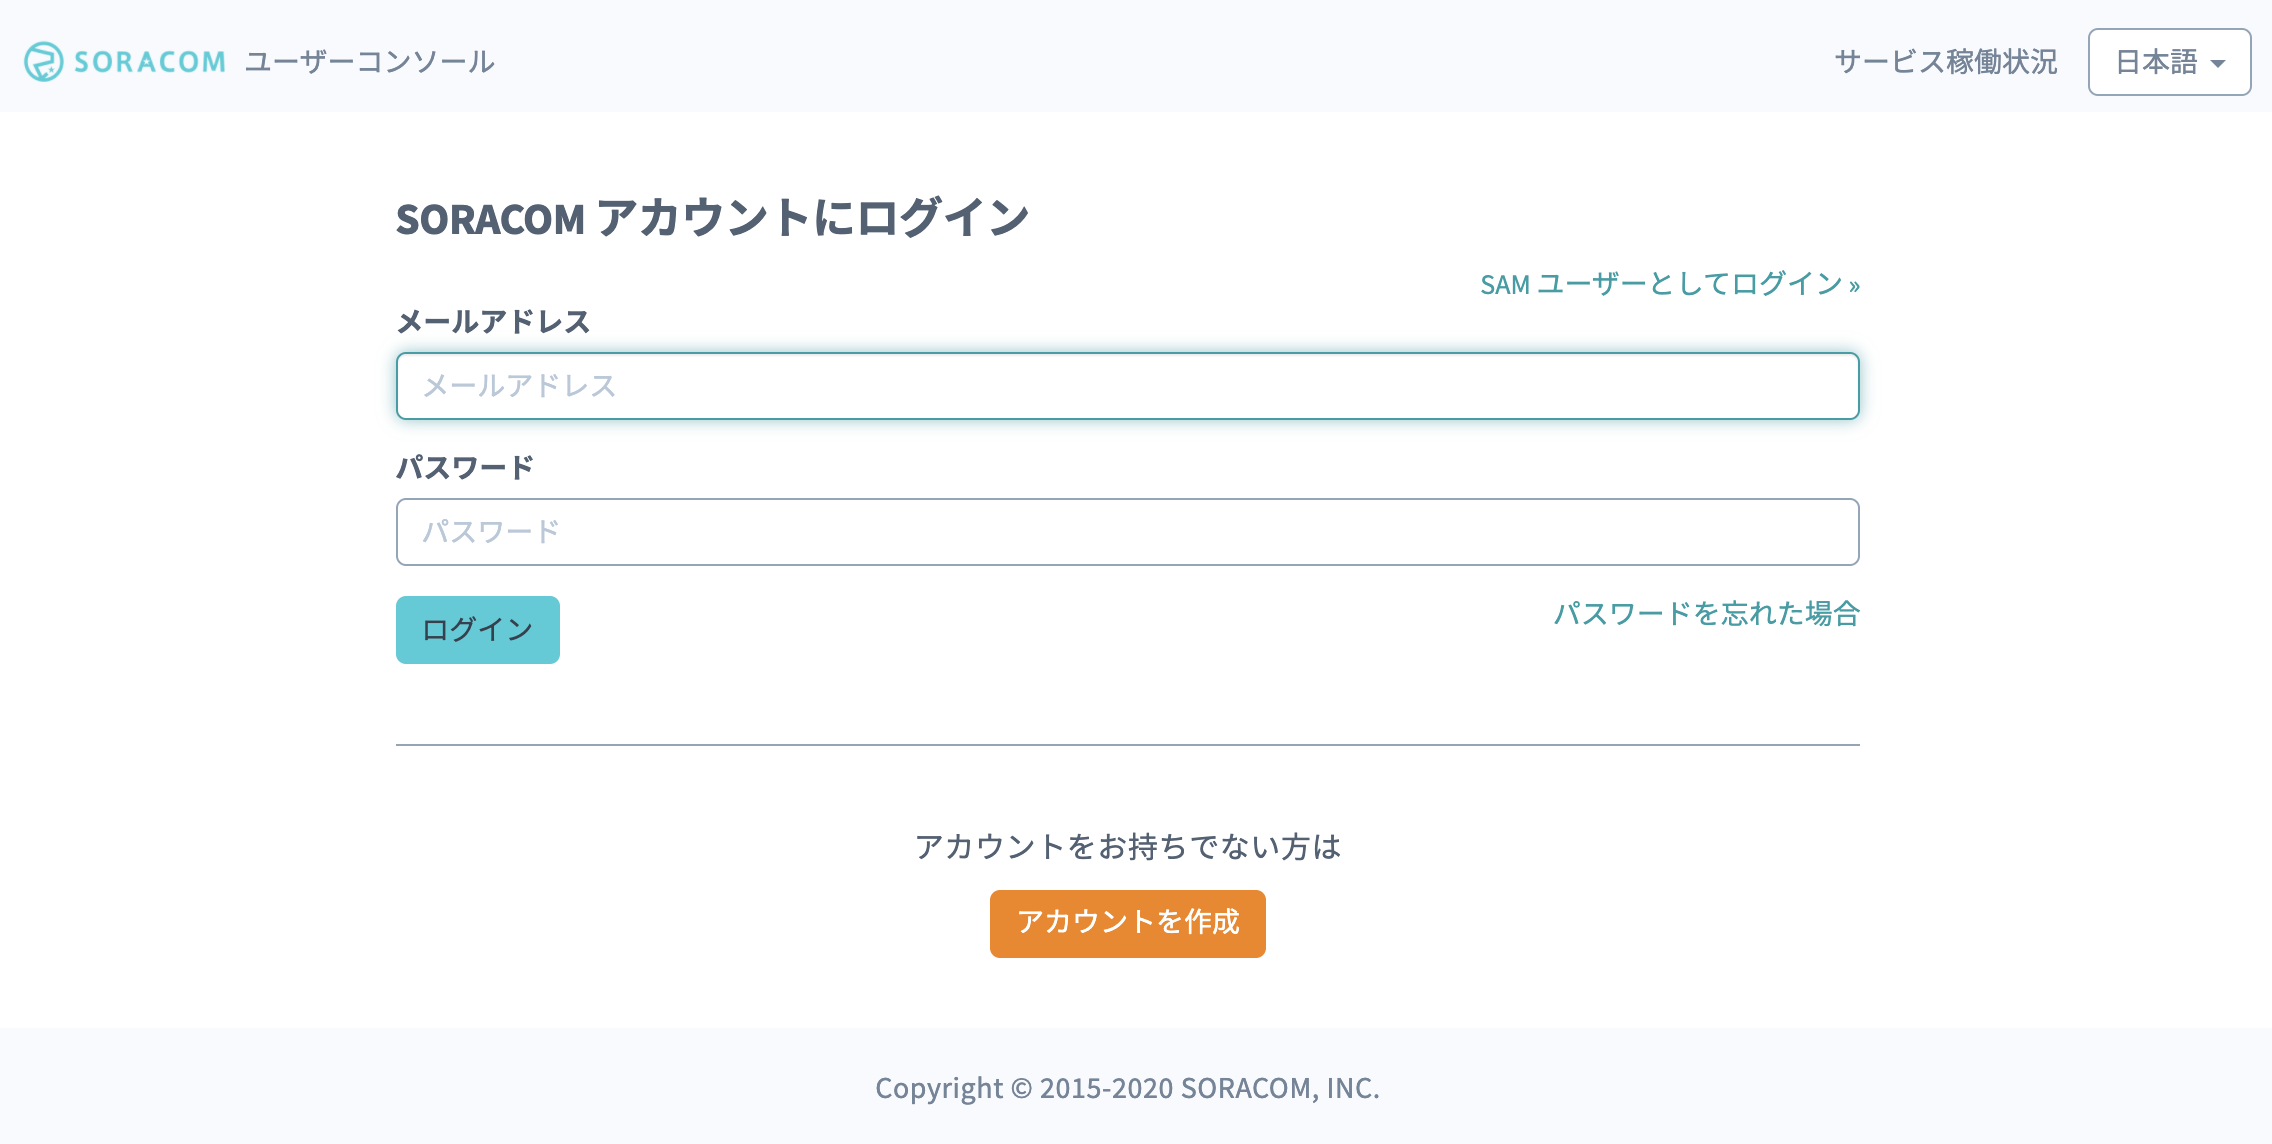 SORACOM ユーザーコンソール
サービス稼働状況
日本語
SORACOM アカウントにログイン
SAM ユーザーとしてログイン »
メールアドレス
メールアドレス
パスワード
パスワード
ログイン
パスワードを忘れた場合
アカウントをお持ちでない方は
アカウントを作成
Copyright © 2015-2020 SORACOM, INC.